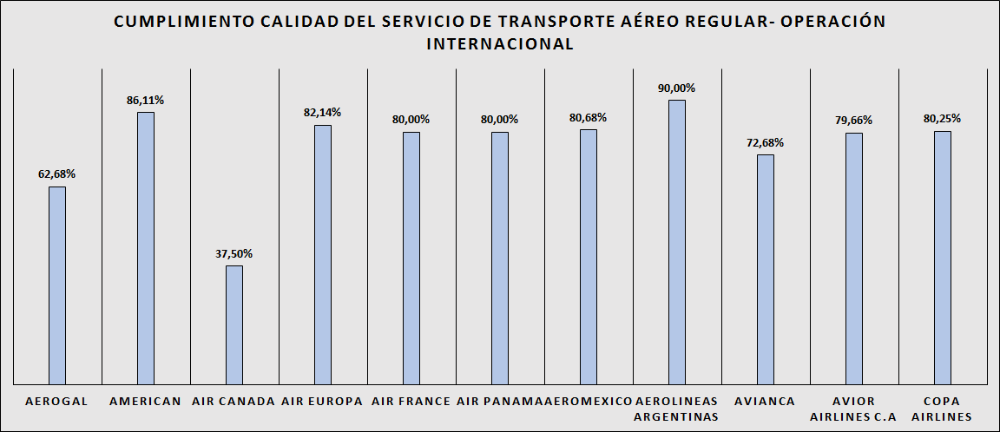 CUMPLIMIENTO CALIDAD DEL SERVICIO DE TRANSPORTE AÉREO REGULAR- OPERACIÓN
INTERNACIONAL
62,68%
86,11%
37,50%
82,14%
80,00%
80,00%
80,68%
90,00%
72,68%
79,66%
80,25%
AEROGAL
AMERICAN
AIR CANADA
AIR EUROPA
AIR FRANCE
AIR PANAMA
AEROMEXICO
AEROLINEAS
ARGENTINAS
AVIANCA
AVIOR
AIRLINES C.A
COPA
AIRLINES